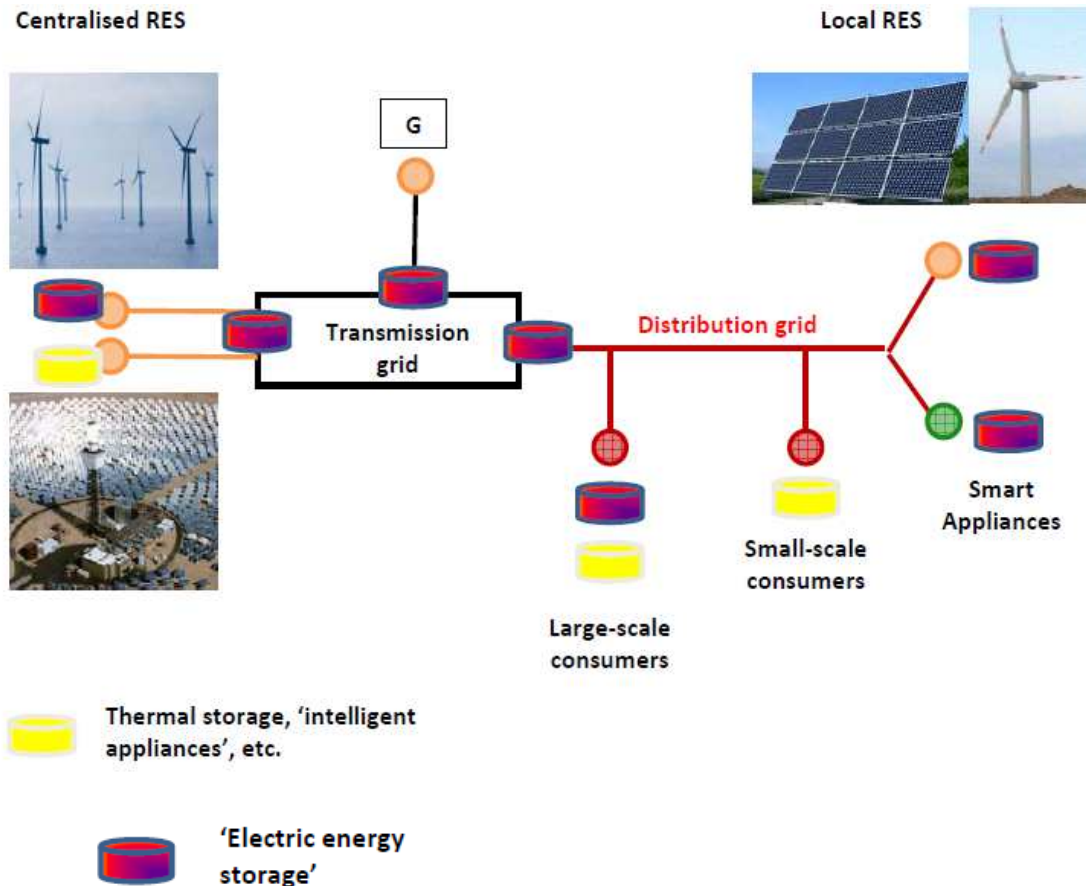 Centralised RES
Local RES
G
Transmission
grid
Distribution grid
Smart
Appliances
Small-scale
consumers
Large-scale
consumers
Thermal storage, ‘intelligent
appliances’, etc.
‘Electric energy
storage’